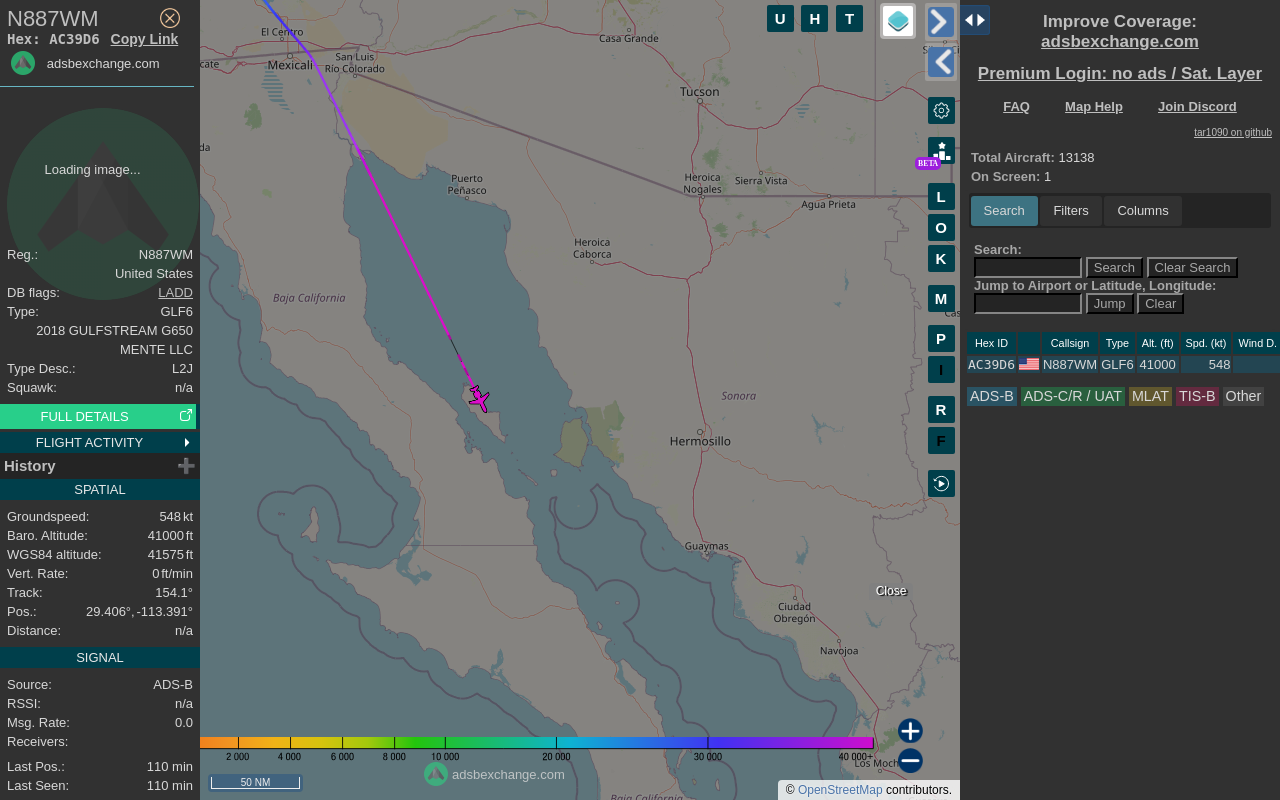 N887WM
Hex: AC39D6 Copy Link
adsbexchange.com
Loading image...
Reg.: N887WM
United States
DB flags: LADD
Type: GLF6
2018 GULFSTREAM G650
MENTE LLC
Type Desc.: L2J
Squawk: n/a
FULL DETAILS
FLIGHT ACTIVITY
History
SPATIAL
Groundspeed: 548 kt
Baro. Altitude: 41000 ft
WGS84 altitude: 41575 ft
Vert. Rate: 0 ft/min
Track: 154.1°
Pos.: 29.406°, -113.391°
Distance: n/a
SIGNAL
Source: ADS-B
RSSI: n/a
Msg. Rate: 0.0
Receivers:
Last Pos.: 110 min
Last Seen: 110 min
El Centro
Mexicali
San Luis
Río Colorado
Casa Grande
Tucson
Puerto
Peñasco
Heroica
Nogales
Sierra Vista
Agua Prieta
Heroica
Caborca
Baja California
Sonora
Hermosillo
Guaymas
Close
Ciudad
Obregón
Navojoa
Los Moch
Baja California
U H T
BETA
L
O
K
M
P
I
R
F
2 000 4 000 6 000 8 000 10 000 20 000 30 000 40 000+
adsbexchange.com
50 NM
© OpenStreetMap contributors.
Improve Coverage:
adsbexchange.com
Premium Login: no ads / Sat. Layer
FAQ Map Help Join Discord
tar1090 on github
Total Aircraft: 13138
On Screen: 1
Search Filters Columns
Search:
Search Clear Search
Jump to Airport or Latitude, Longitude:
Jump Clear
Hex ID Callsign Type Alt. (ft) Spd. (kt) Wind D.
AC39D6 N887WM GLF6 41000 548
ADS-B ADS-C/R / UAT MLAT TIS-B Other